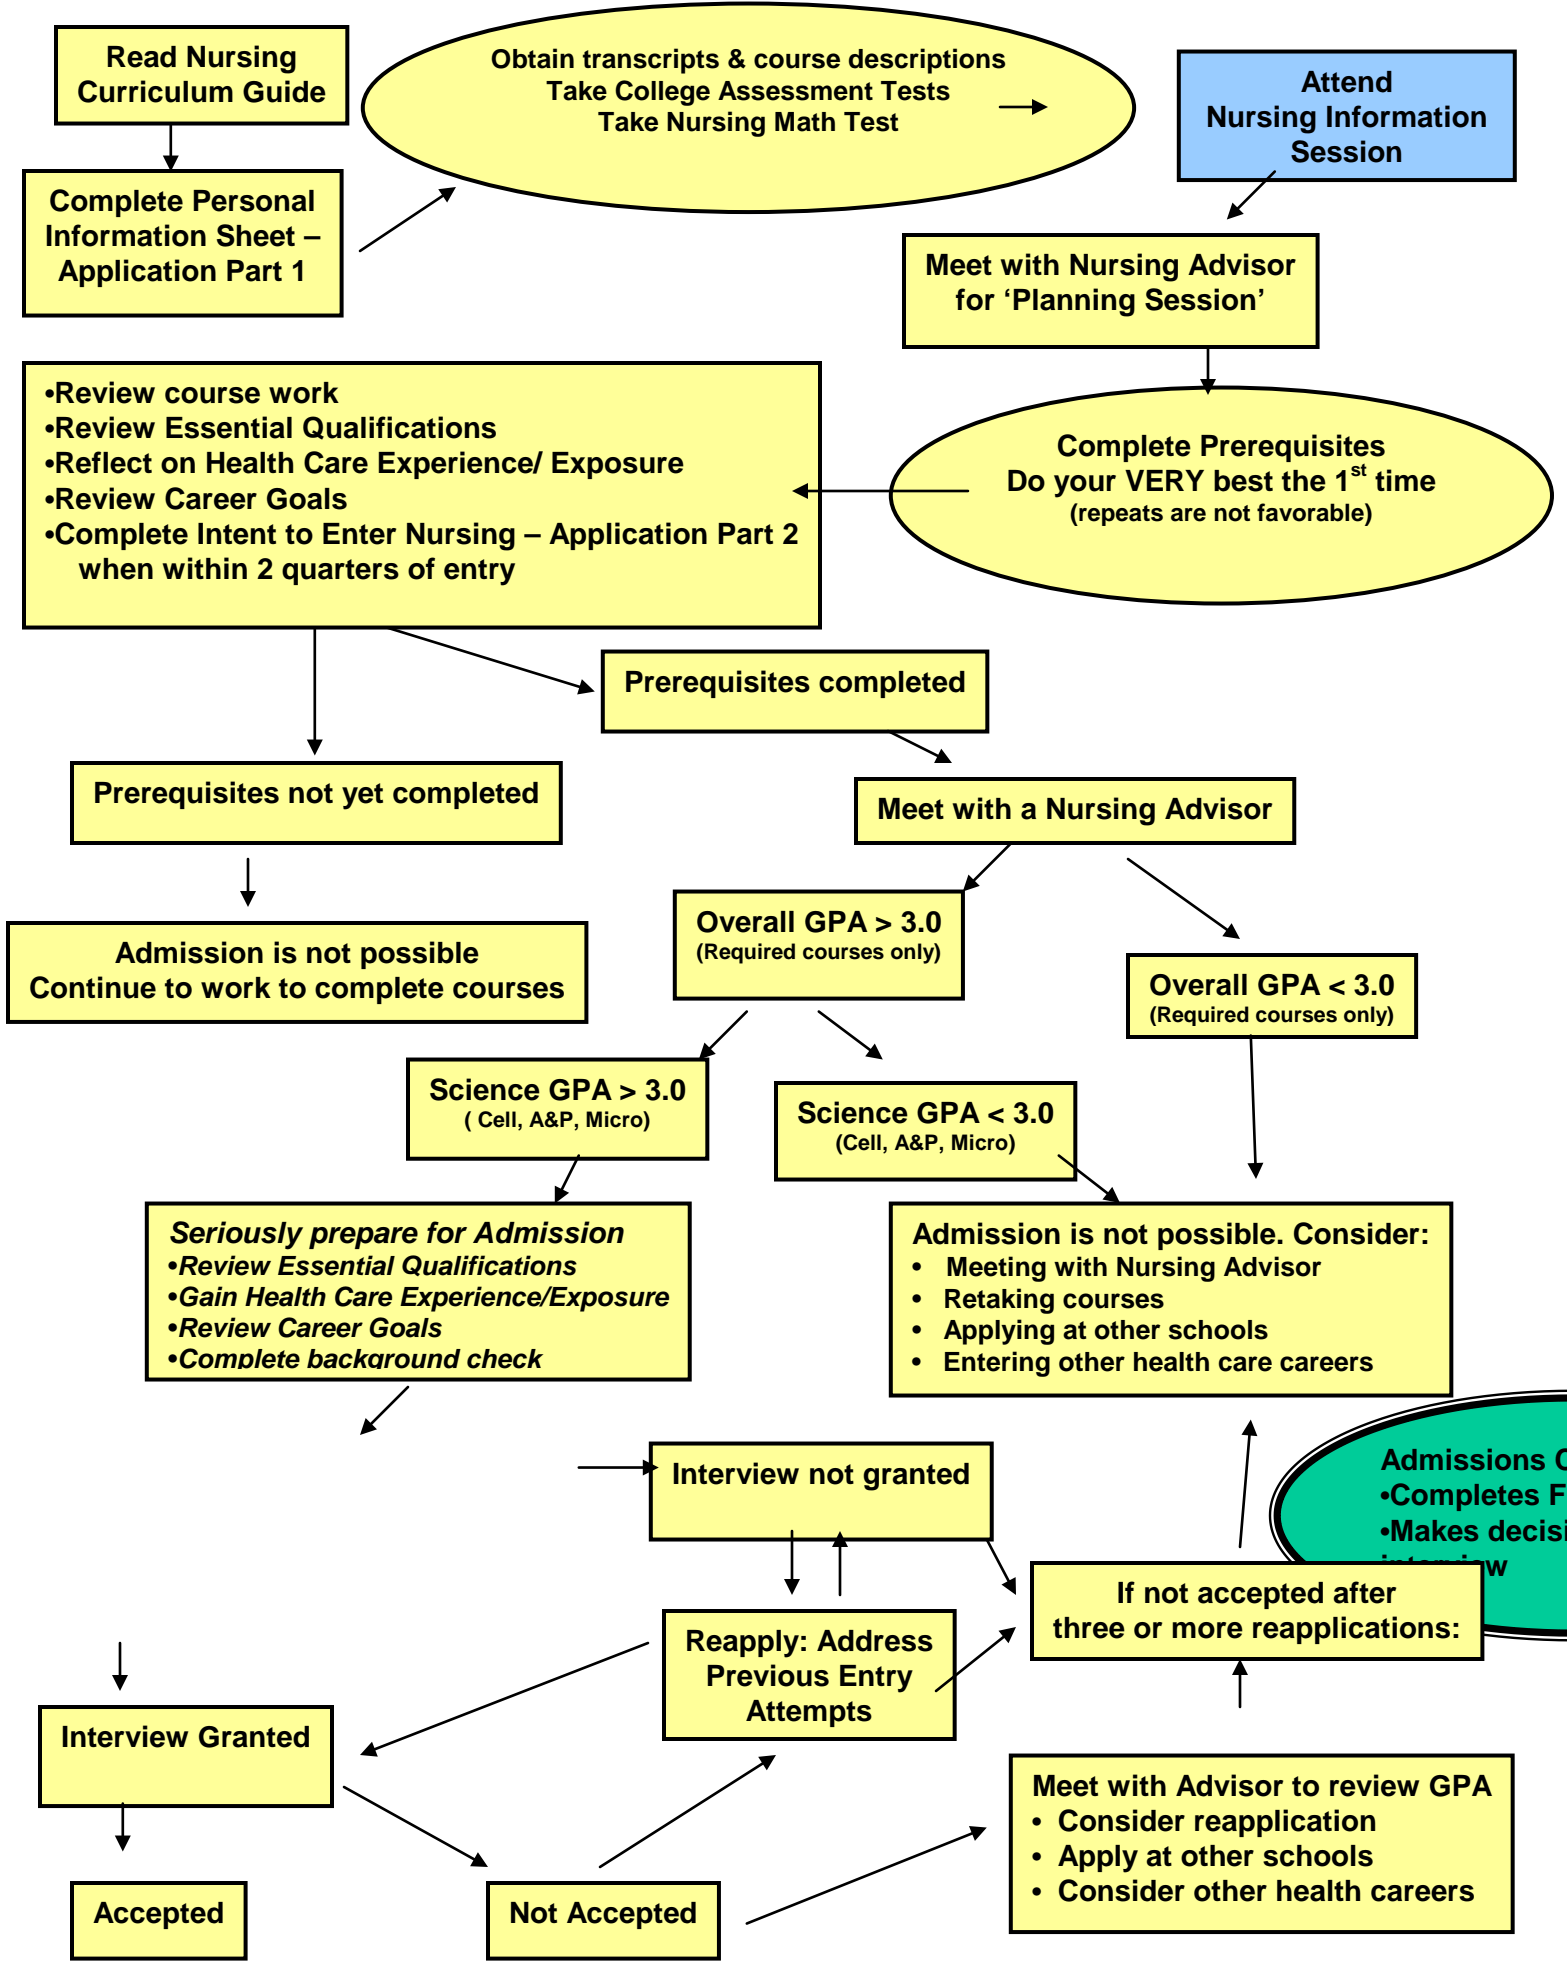 Read Nursing
Curriculum Guide
Obtain transcripts & course descriptions
Take College Assessment Tests
Take Nursing Math Test
Attend
Nursing Information
Session
Complete Personal
Information Sheet –
Application Part 1
Meet with Nursing Advisor
for ‘Planning Session’
•Review course work
•Review Essential Qualifications
•Reflect on Health Care Experience/ Exposure
•Review Career Goals
•Complete Intent to Enter Nursing – Application Part 2
when within 2 quarters of entry
Complete Prerequisites
Do your VERY best the 1st time
(repeats are not favorable)
Prerequisites completed
Prerequisites not yet completed
Meet with a Nursing Advisor
Admission is not possible
Continue to work to complete courses
Overall GPA > 3.0
(Required courses only)
Overall GPA < 3.0
(Required courses only)
Science GPA > 3.0
( Cell, A&P, Micro)
Science GPA < 3.0
(Cell, A&P, Micro)
Seriously prepare for Admission
•Review Essential Qualifications
•Gain Health Care Experience/Exposure
•Review Career Goals
•Complete background check
Admission is not possible. Consider:
• Meeting with Nursing Advisor
• Retaking courses
• Applying at other schools
• Entering other health care careers
Admissions
•Completes
•Makes
interview
Interview not granted
If not accepted after
three or more reapplications:
Reapply: Address
Previous Entry
Attempts
Interview Granted
Meet with Advisor to review GPA
• Consider reapplication
• Apply at other schools
• Consider other health careers
Accepted
Not Accepted